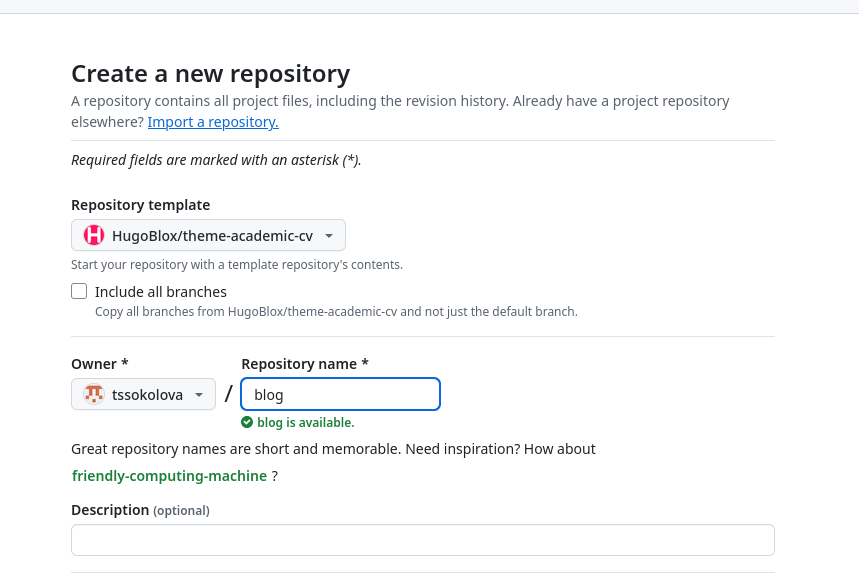 Create a new repository
A repository contains all project files, including the revision history. Already have a project repository
elsewhere? Import a repository.
Required fields are marked with an asterisk (*).
Repository template
HugoBlox/theme-academic-cv
Start your repository with a template repository's contents.
Include all branches
Copy all branches from HugoBlox/theme-academic-cv and not just the default branch.
Owner * Repository name *
tssokolova / blog
blog is available.
Great repository names are short and memorable. Need inspiration? How about
friendly-computing-machine ?
Description (optional)